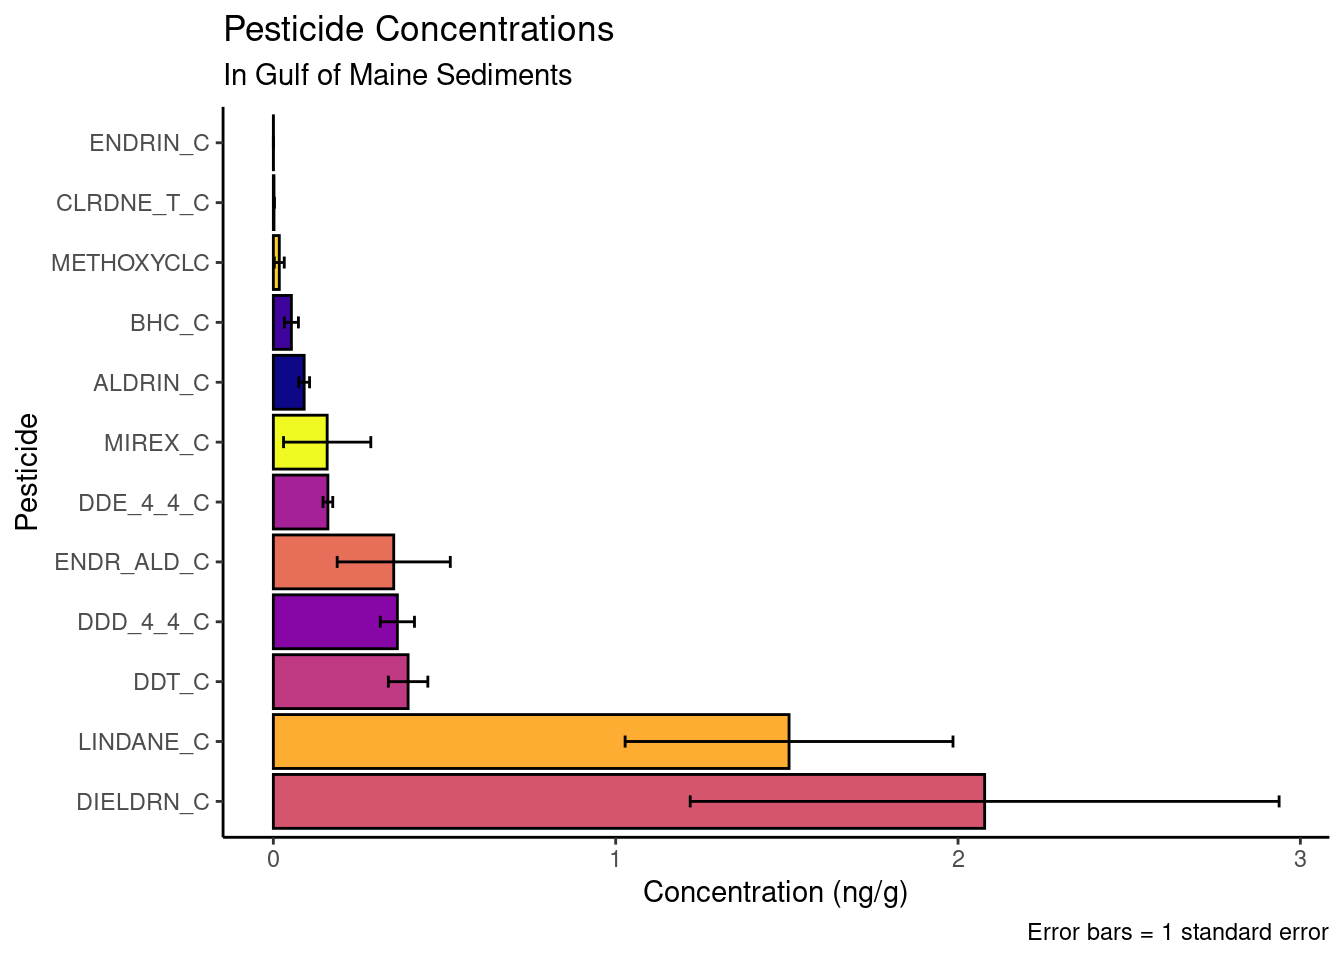 Pesticide Concentrations
In Gulf of Maine Sediments
ENDRIN_C
CLRDNE_T_C
METHOXYCLC
BHC_C
ALDRIN_C
MIREX_C
DDE_4_4_C
ENDR_ALD_C
DDD_4_4_C
DDT_C
LINDANE_C
DIELDRN_C
Pesticide
0 1 2 3
Concentration (ng/g)
Error bars = 1 standard error